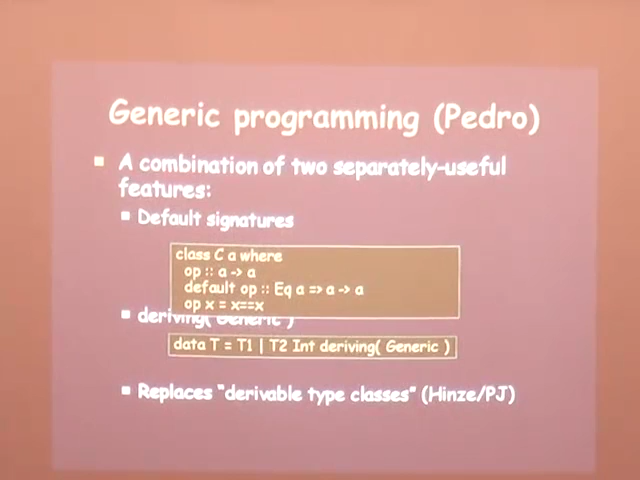 Generic programming (Pedro)
A combination of two separately-useful
features:
Default signatures
class C a where
op :: a -> a
default op :: Eq a => a -> a
op x = x==x
deriving( Generic )
data T = T1 | T2 Int deriving( Generic )
Replaces "derivable type classes" (Hinze/PJ)